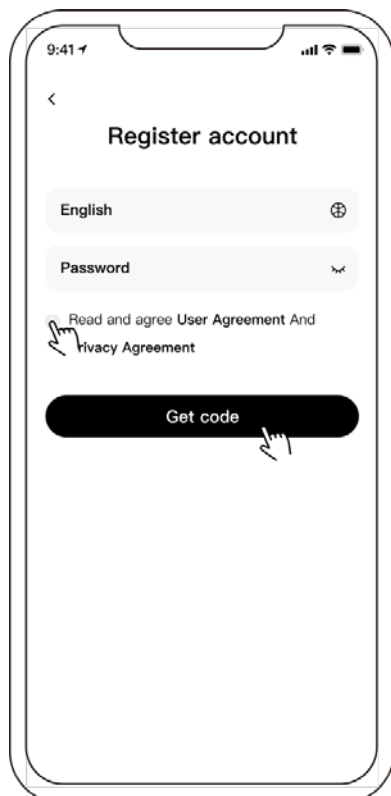 9:41
Register account
English
Password
Read and agree User Agreement And
rivacy Agreement
Get code